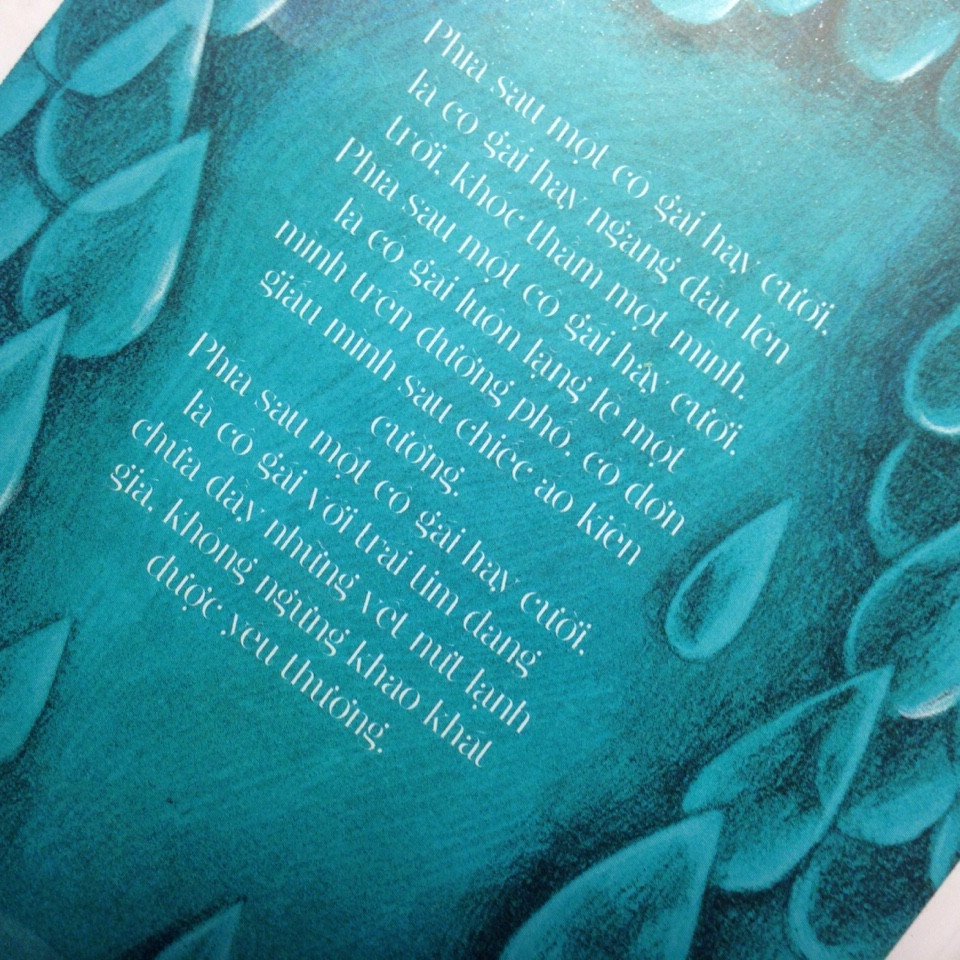 Phía sau một cô gái hay cười,
là cô gái hay ngang đầu lên
trời, khóc thầm một mình.
Phía sau một cô gái hay cười,
là cô gái luôn lặng lẽ một
mình trên đường phố, cô đơn
giấu mình sau chiếc áo kiên
cường.
Phía sau một cô gái hay cười,
là cô gái với trái tim đang
chứa đầy những vết nứt lạnh
giá, không ngừng khao khát
được yêu thương.